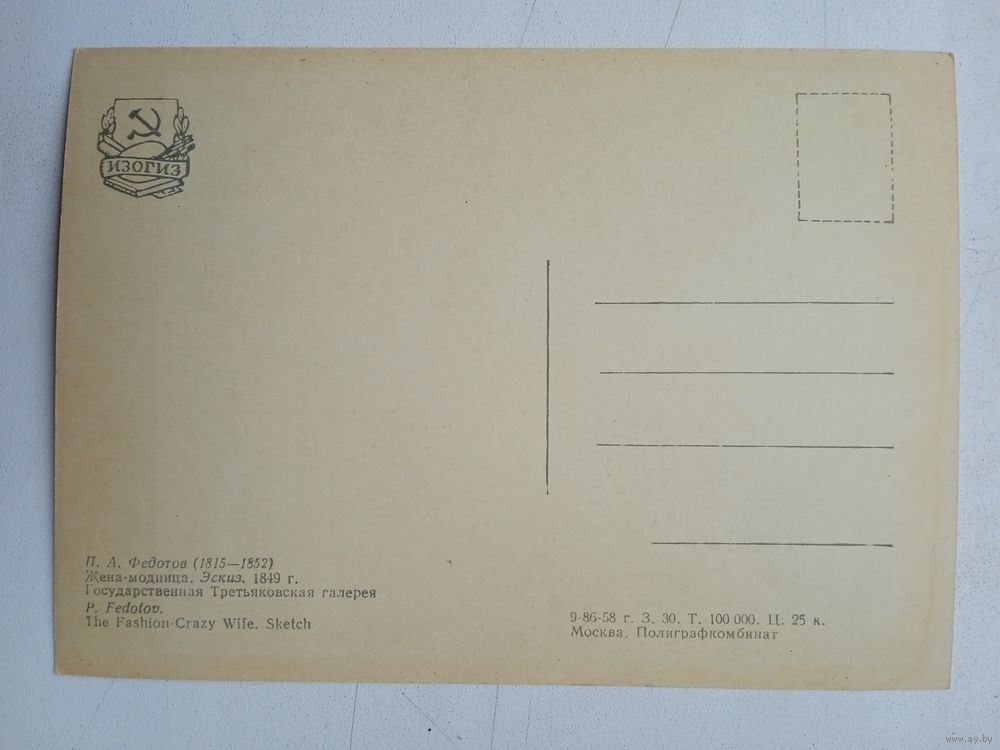 ИЗОГИЗ
П. А. Федотов (1815—1852)
Жена-модница. Эскиз. 1849 г.
Государственная Третьяковская галерея
P. Fedotov.
The Fashion-Crazy Wife. Sketch
9-86-58 г. З. 30. Т. 100 000. Ц. 25 к.
Москва. Полиграфкомбинат
www.ay.by